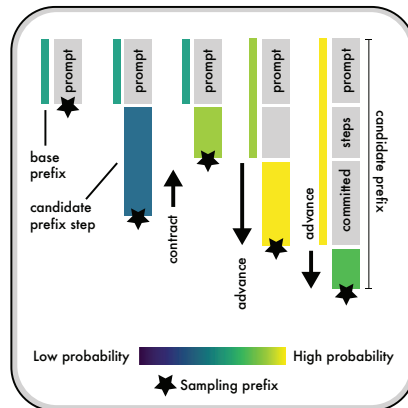 prompt
prompt
prompt
prompt
prompt
base
prefix
candidate
prefix step
contract
advance
advance
steps
committed
candidate prefix
Low probability
High probability
Sampling prefix